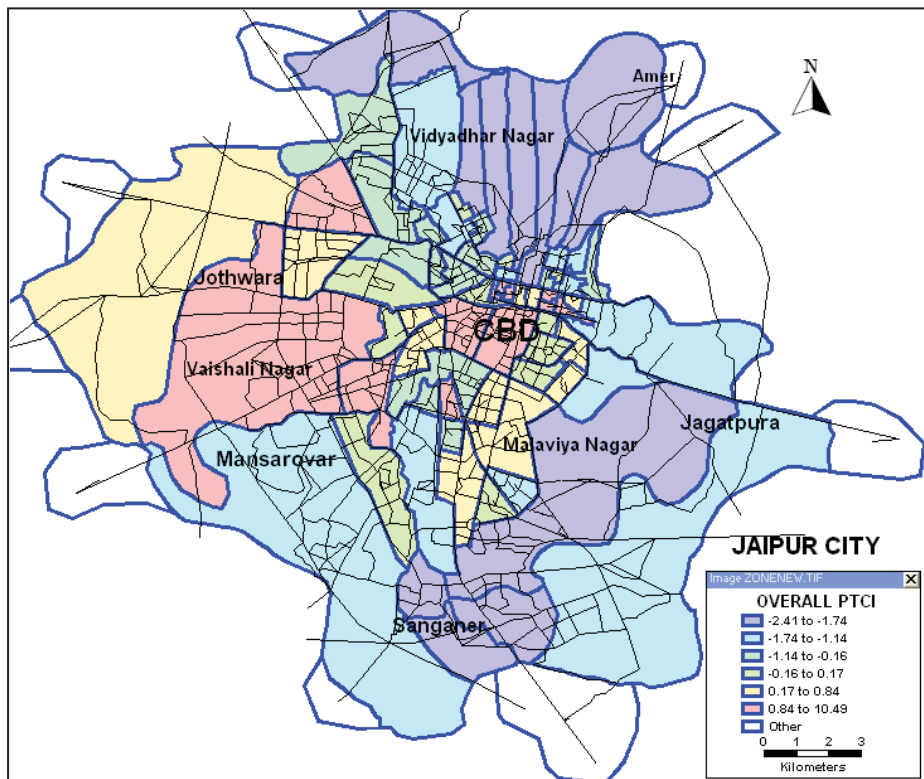 Amer
N
Vidyadhar Nagar
Jothwara
CBD
Vaishali Nagar
Jagatpura
Malaviya Nagar
Mansarovar
JAIPUR CITY
Image ZONENEW.TIF
OVERALL PTCI
-2.41 to -1.74
-1.74 to -1.14
-1.14 to -0.16
-0.16 to 0.17
0.17 to 0.84
0.84 to 10.49
Other
0 1 2 3
Kilometers
Sanganer